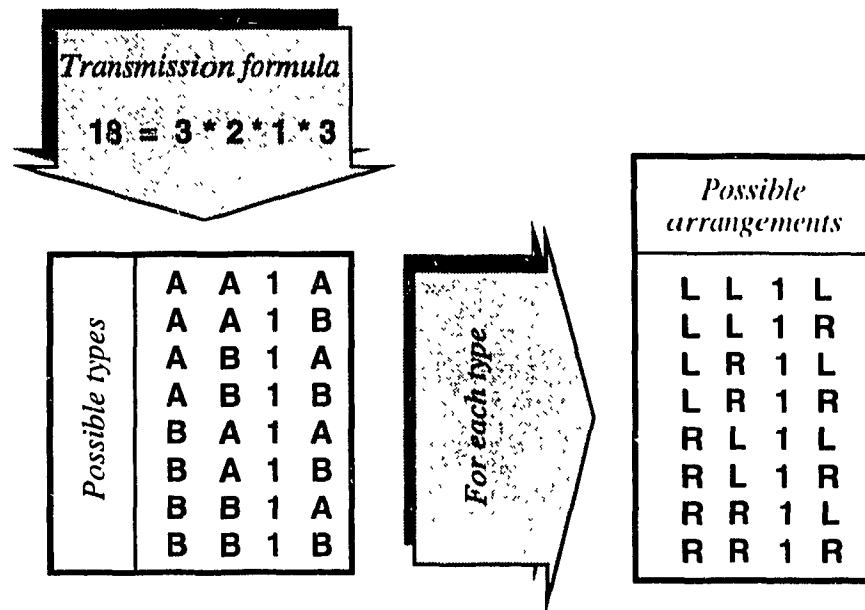 Transmission formula
18 = 3 * 2 * 1 * 3
Possible types
A A 1 A
A A 1 B
A B 1 A
A B 1 B
B A 1 A
B A 1 B
B B 1 A
B B 1 B
For each type
Possible
arrangements
L L 1 L
L L 1 R
L R 1 L
L R 1 R
R L 1 L
R L 1 R
R R 1 L
R R 1 R